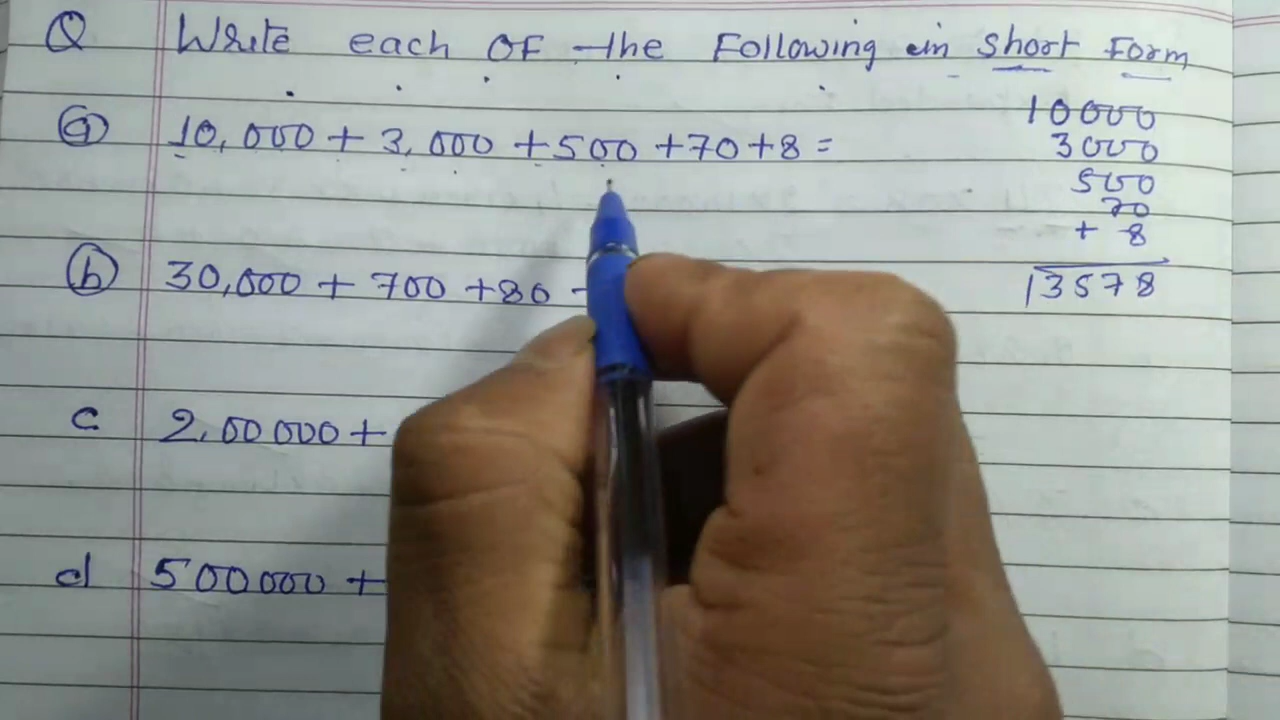 Q Write each OF the Following in Short Form
a 10,000 + 3,000 + 500 + 70 + 8 =
10000
3000
500
70
+ 8
13578
b 30,000 + 700 + 80
c 2,00000 +
d 500000 +